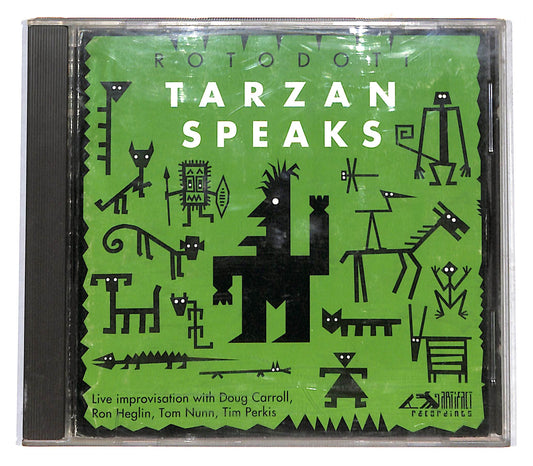 ROTODOTI
TARZAN
SPEAKS
Live improvisation with Doug Carroll,
Ron Heglin, Tom Nunn, Tim Perkis
ARTIFACT
recordings